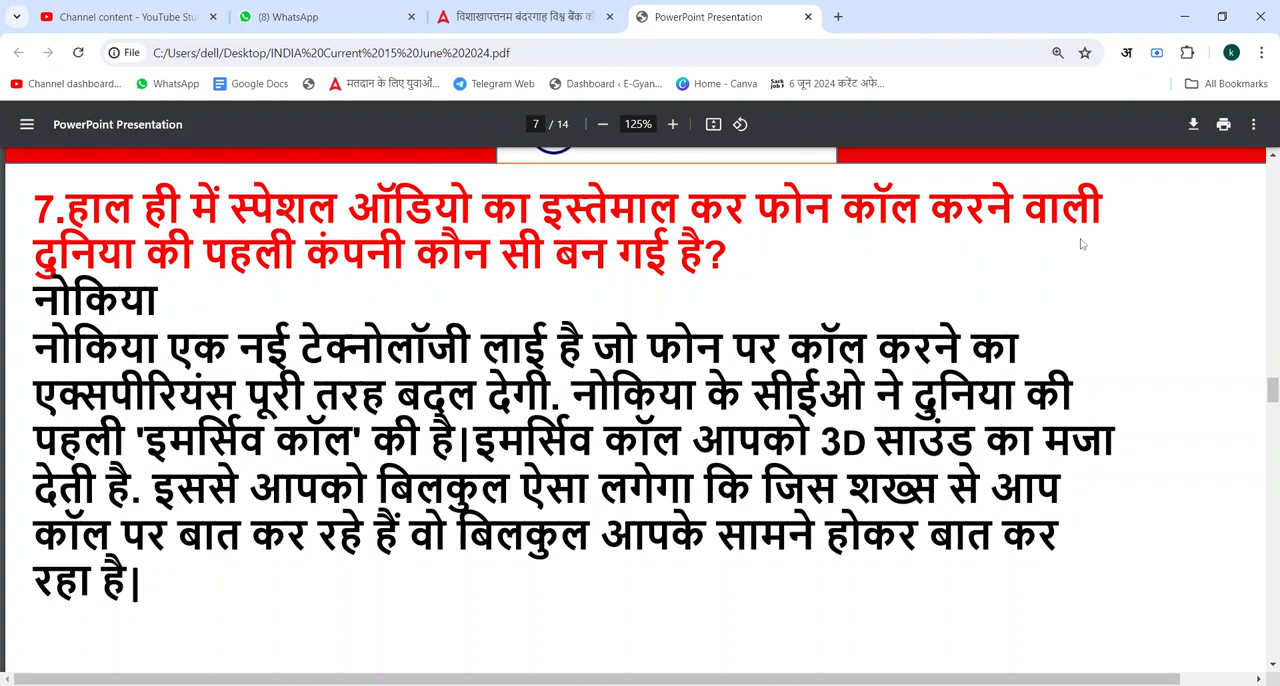 Channel content - YouTube Stu
(8) WhatsApp
विशाखापत्तनम बंदरगाह विश्व बैंक की
PowerPoint Presentation
File
C:/Users/dell/Desktop/INDIA%20Current%2015%20June%202024.pdf
अ
k
Channel dashboard...
WhatsApp
Google Docs
मतदान के लिए युवाओं...
Telegram Web
Dashboard ‹ E-Gyan...
Home - Canva
Sark Job
6 जून 2024 करेंट अफे...
All Bookmarks
PowerPoint Presentation
7 / 14
125%
7.हाल ही में स्पेशल ऑडियो का इस्तेमाल कर फोन कॉल करने वाली
दुनिया की पहली कंपनी कौन सी बन गई है?
नोकिया
नोकिया एक नई टेक्नोलॉजी लाई है जो फोन पर कॉल करने का
एक्सपीरियंस पूरी तरह बदल देगी. नोकिया के सीईओ ने दुनिया की
पहली 'इमर्सिव कॉल' की है|इमर्सिव कॉल आपको 3D साउंड का मजा
देती है. इससे आपको बिलकुल ऐसा लगेगा कि जिस शख्स से आप
कॉल पर बात कर रहे हैं वो बिलकुल आपके सामने होकर बात कर
रहा है|